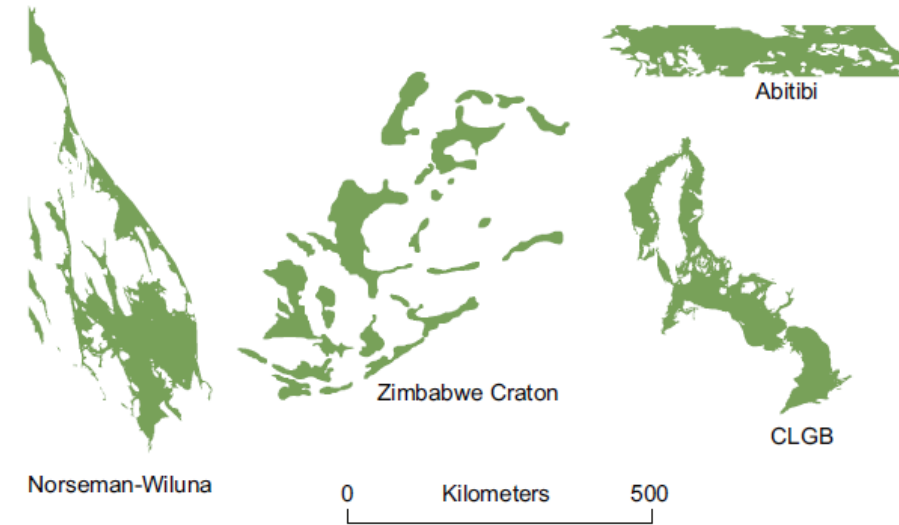 Abitibi
Zimbabwe Craton
CLGB
Norseman-Wiluna
0 Kilometers 500